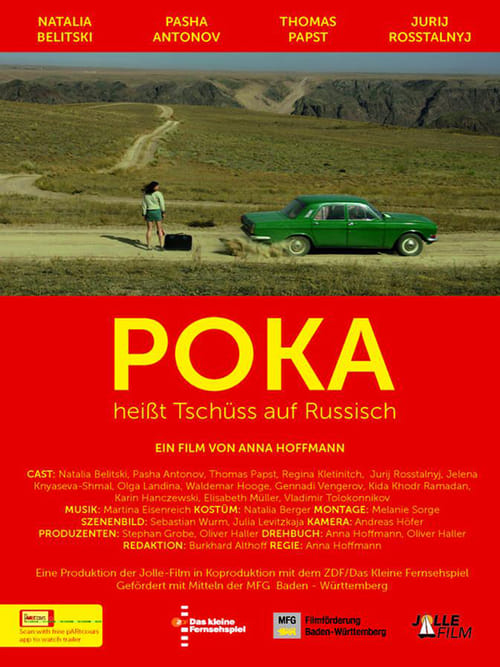 NATALIA BELITSKI
PASHA ANTONOV
THOMAS PAPST
JURIJ ROSSTALNYJ
POKA
heißt Tschüss auf Russisch
EIN FILM VON ANNA HOFFMANN
CAST: Natalia Belitski, Pasha Antonov, Thomas Papst, Regina Kletinitch, Jurij Rosstalnyj, Jelena
Knyaseva-Shmal, Olga Landina, Waldemar Hooge, Gennadi Vengerov, Kida Khodr Ramadan,
Karin Hanczewski, Elisabeth Müller, Vladimir Tolokonnikov
MUSIK: Martina Eisenreich KOSTÜM: Natalia Berger MONTAGE: Melanie Sorge
SZENENBILD: Sebastian Wurm, Julia Levitzkaja KAMERA: Andreas Höfer
PRODUZENTEN: Stephan Grobe, Oliver Haller DREHBUCH: Anna Hoffmann, Oliver Haller
REDAKTION: Burkhard Althoff REGIE: Anna Hoffmann
Eine Produktion der Jolle-Film in Koproduktion mit dem ZDF/Das Kleine Fernsehspiel
Gefördert mit Mitteln der MFG Baden - Württemberg
Scan with free pARtcours
app to watch trailer
Das kleine
Fernsehspiel
MFG
Filmförderung
Baden-Württemberg
JOLLE
FILM